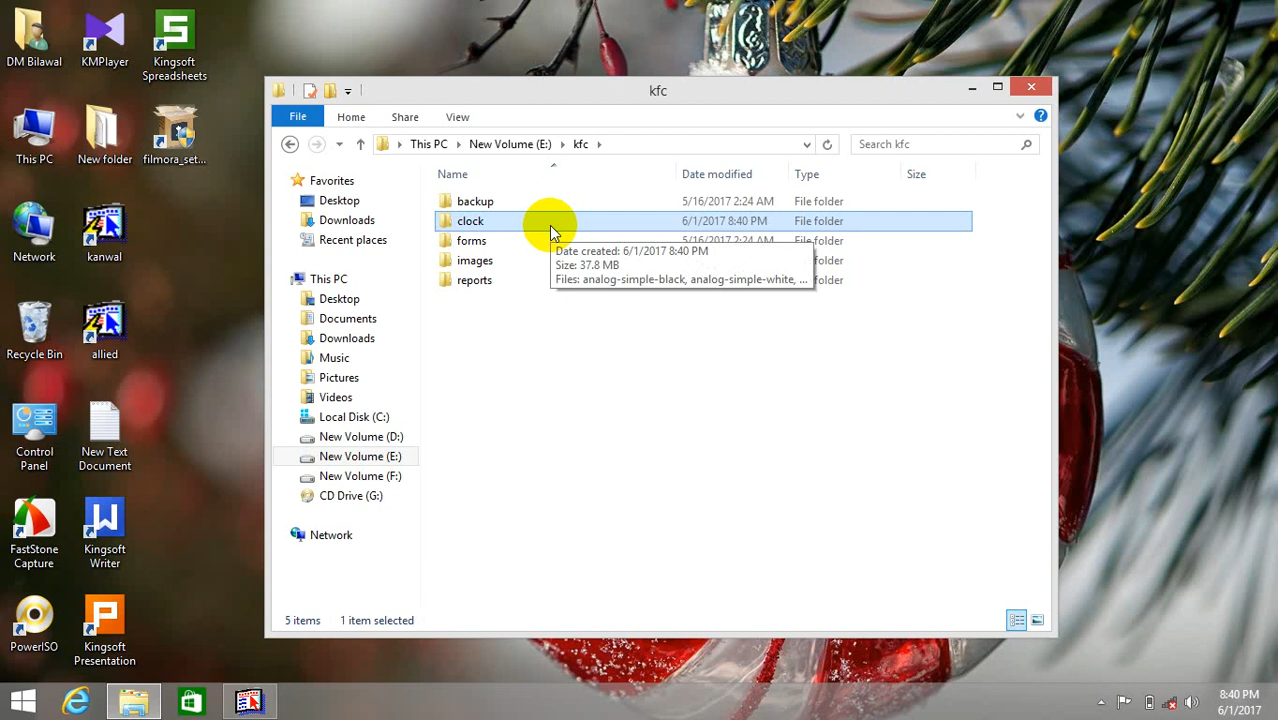 DM Bilawal
KMPlayer
Kingsoft
Spreadsheets
This PC
New folder
filmora_set...
Network
kanwal
Recycle Bin
allied
Control
Panel
New Text
Document
FastStone
Capture
Kingsoft
Writer
PowerISO
Kingsoft
Presentation
kfc
File
Home
Share
View
This PC
New Volume (E:)
kfc
Search kfc
Name
Date modified
Type
Size
backup
5/16/2017 2:24 AM
File folder
clock
6/1/2017 8:40 PM
File folder
forms
5/16/2017 2:24 AM
File folder
images
folder
reports
File folder
Date created: 6/1/2017 8:40 PM
Size: 37.8 MB
Files: analog-simple-black, analog-simple-white, ...
Favorites
Desktop
Downloads
Recent places
This PC
Desktop
Documents
Downloads
Music
Pictures
Videos
Local Disk (C:)
New Volume (D:)
New Volume (E:)
New Volume (F:)
CD Drive (G:)
Network
5 items
1 item selected
8:40 PM
6/1/2017